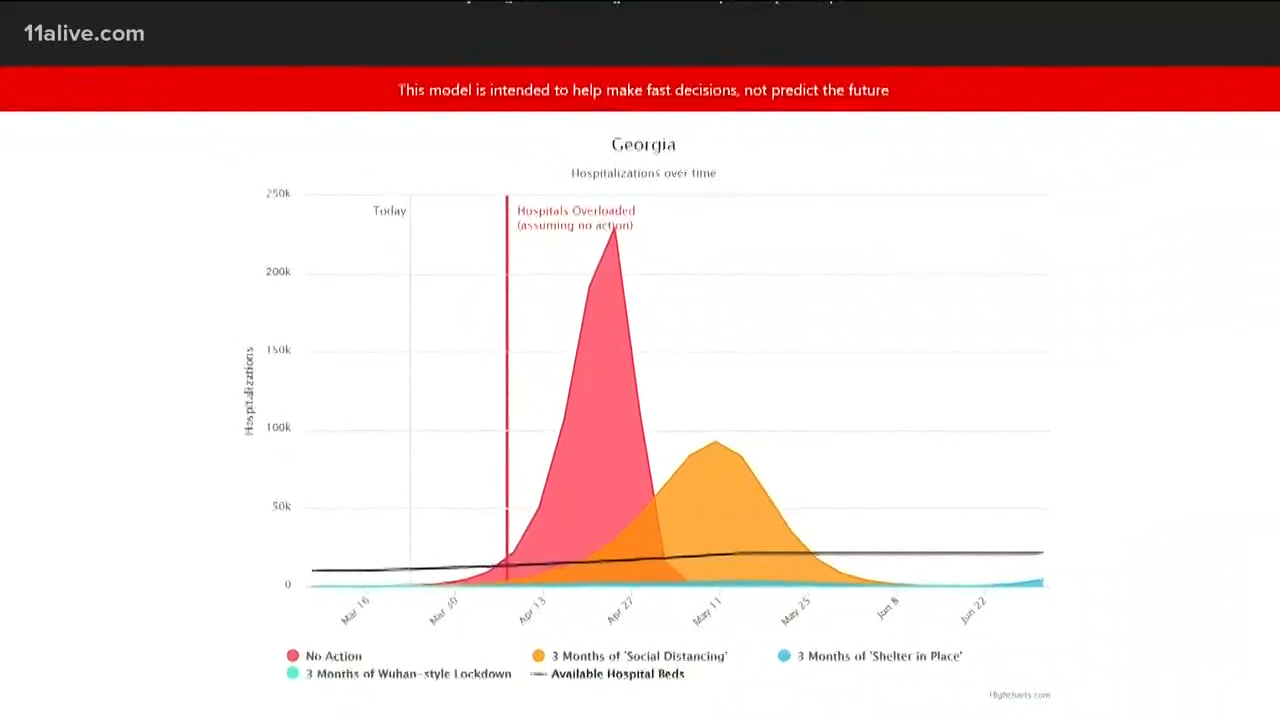 11alive.com
This model is intended to help make fast decisions, not predict the future
Georgia
Hospitalizations over time
250k
Today
Hospitals Overloaded
(assuming no action)
200k
150k
Hospitalizations
100k
50k
0
Mar 16
Mar 30
Apr 13
Apr 27
May 11
May 25
Jun 8
Jun 22
No Action
3 Months of 'Social Distancing'
3 Months of 'Shelter in Place'
3 Months of Wuhan-style Lockdown
Available Hospital Beds
Highcharts.com